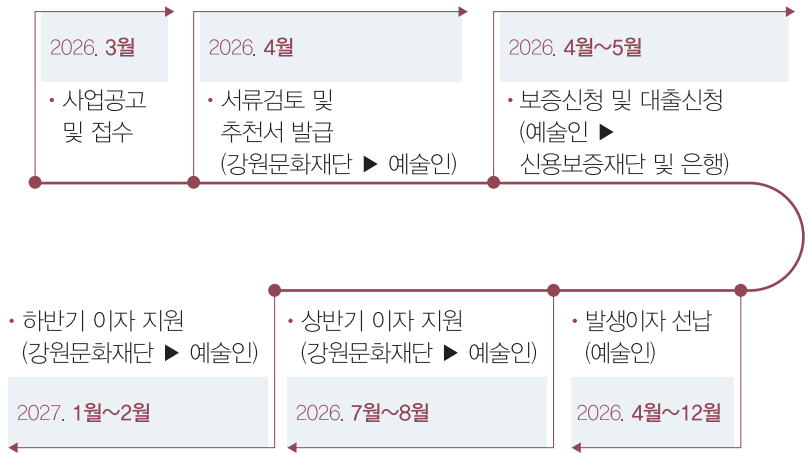 2026. 3월
• 사업공고
및 접수
2026. 4월
• 서류검토 및
추천서 발급
(강원문화재단 ▶ 예술인)
2026. 4월~5월
• 보증신청 및 대출신청
(예술인 ▶
신용보증재단 및 은행)
• 발생이자 선납
(예술인)
2026. 4월~12월
• 상반기 이자 지원
(강원문화재단 ▶ 예술인)
2026. 7월~8월
• 하반기 이자 지원
(강원문화재단 ▶ 예술인)
2027. 1월~2월